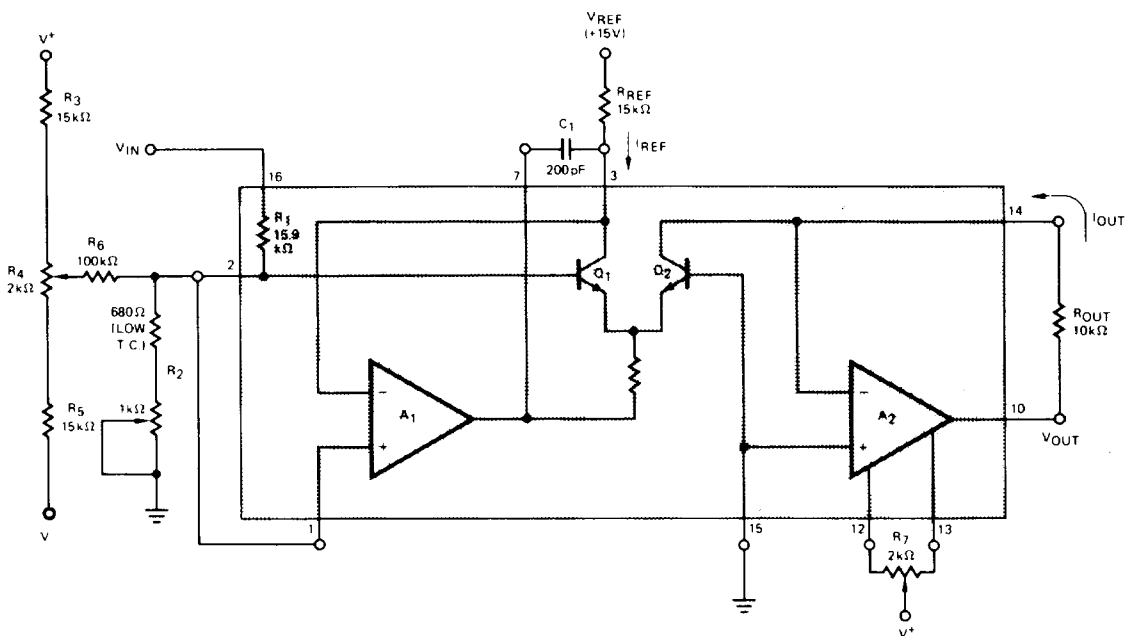 V+
R3
15kΩ
VREF
(+15V)
RREF
15kΩ
C1
200pF
IREF
VIN
16
7
3
R1
15.9
kΩ
14
IOUT
R4
2kΩ
R6
100kΩ
2
Q1
Q2
ROUT
10kΩ
680Ω
(LOW
T.C.)
R2
R5
15kΩ
1kΩ
−
A1
+
−
A2
+
10
VOUT
V
1
15
12
R7
2kΩ
13
V+